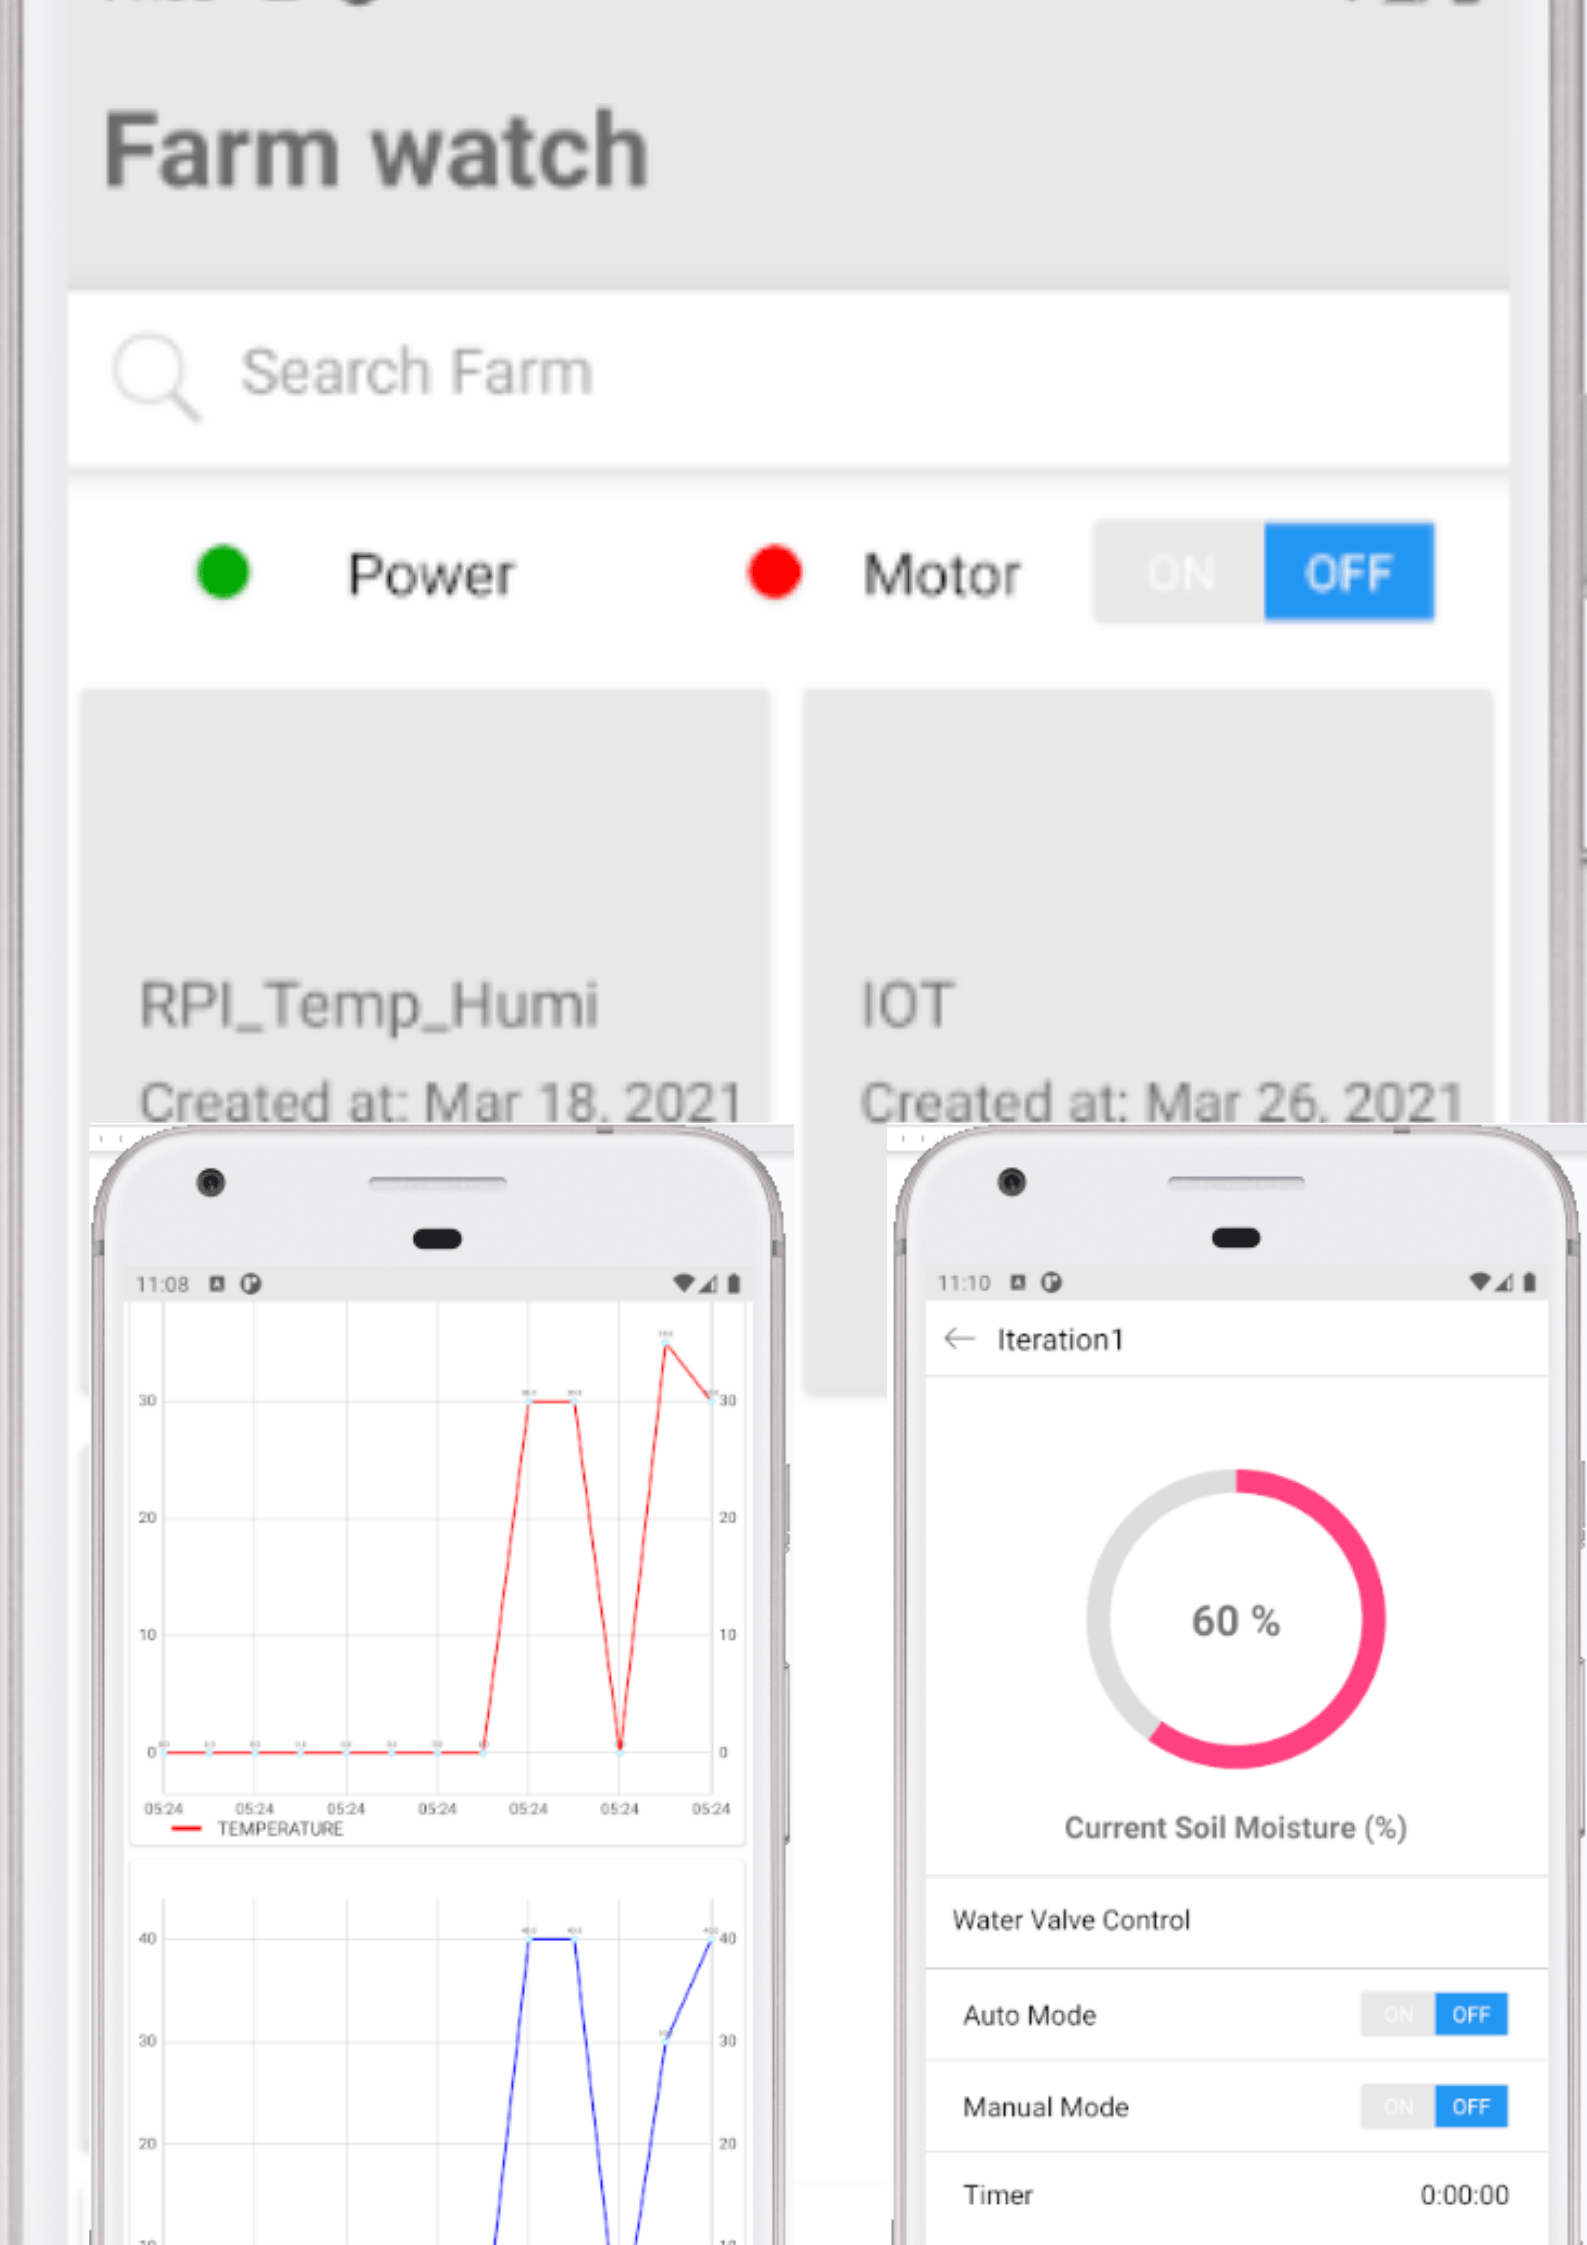 Farm watch
Search Farm
Power Motor ON OFF
RPI_Temp_Humi
Created at: Mar 18, 2021
IOT
Created at: Mar 26, 2021
11:08
30 30
20 20
10 10
0 0
05:24 05:24 05:24 05:24 05:24 05:24 05:24
TEMPERATURE
40 40
30 30
20 20
11:10
Iteration1
60 %
Current Soil Moisture (%)
Water Valve Control
Auto Mode ON OFF
Manual Mode ON OFF
Timer 0:00:00